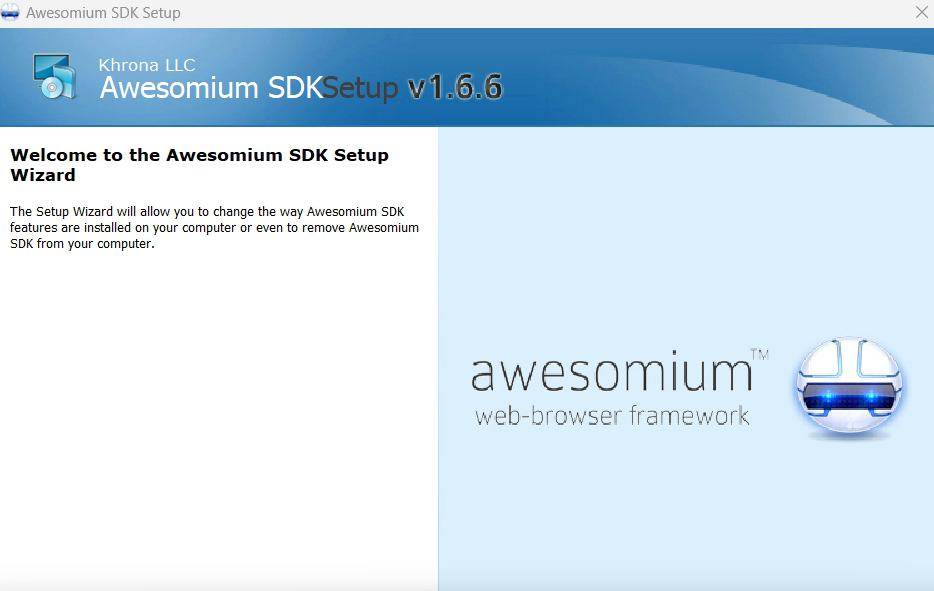 Awesomium SDK Setup
Khrona LLC
Awesomium SDKSetup v1.6.6
Welcome to the Awesomium SDK Setup
Wizard
The Setup Wizard will allow you to change the way Awesomium SDK
features are installed on your computer or even to remove Awesomium
SDK from your computer.
awesomium™
web-browser framework